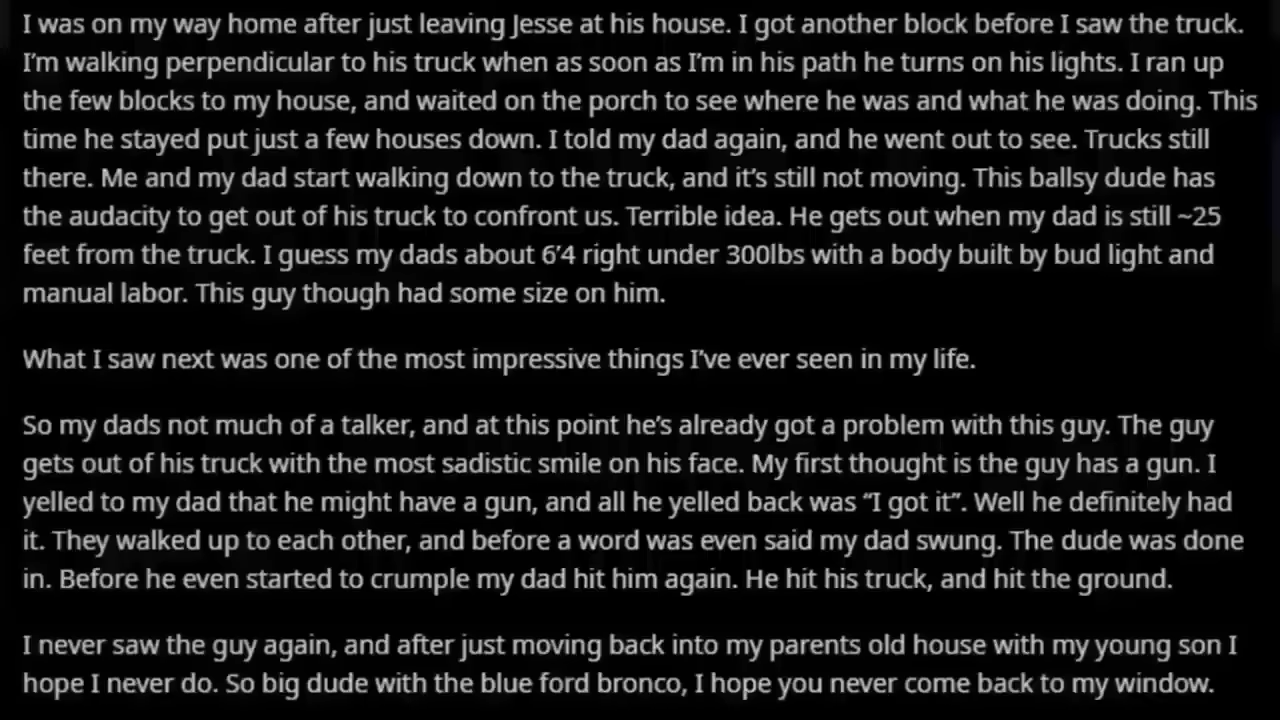 I was on my way home after just leaving Jesse at his house. I got another block before I saw the truck.
I’m walking perpendicular to his truck when as soon as I’m in his path he turns on his lights. I ran up
the few blocks to my house, and waited on the porch to see where he was and what he was doing. This
time he stayed put just a few houses down. I told my dad again, and he went out to see. Trucks still
there. Me and my dad start walking down to the truck, and it’s still not moving. This ballsy dude has
the audacity to get out of his truck to confront us. Terrible idea. He gets out when my dad is still ~25
feet from the truck. I guess my dads about 6’4 right under 300lbs with a body built by bud light and
manual labor. This guy though had some size on him.
What I saw next was one of the most impressive things I’ve ever seen in my life.
So my dads not much of a talker, and at this point he’s already got a problem with this guy. The guy
gets out of his truck with the most sadistic smile on his face. My first thought is the guy has a gun. I
yelled to my dad that he might have a gun, and all he yelled back was “I got it”. Well he definitely had
it. They walked up to each other, and before a word was even said my dad swung. The dude was done
in. Before he even started to crumple my dad hit him again. He hit his truck, and hit the ground.
I never saw the guy again, and after just moving back into my parents old house with my young son I
hope I never do. So big dude with the blue ford bronco, I hope you never come back to my window.